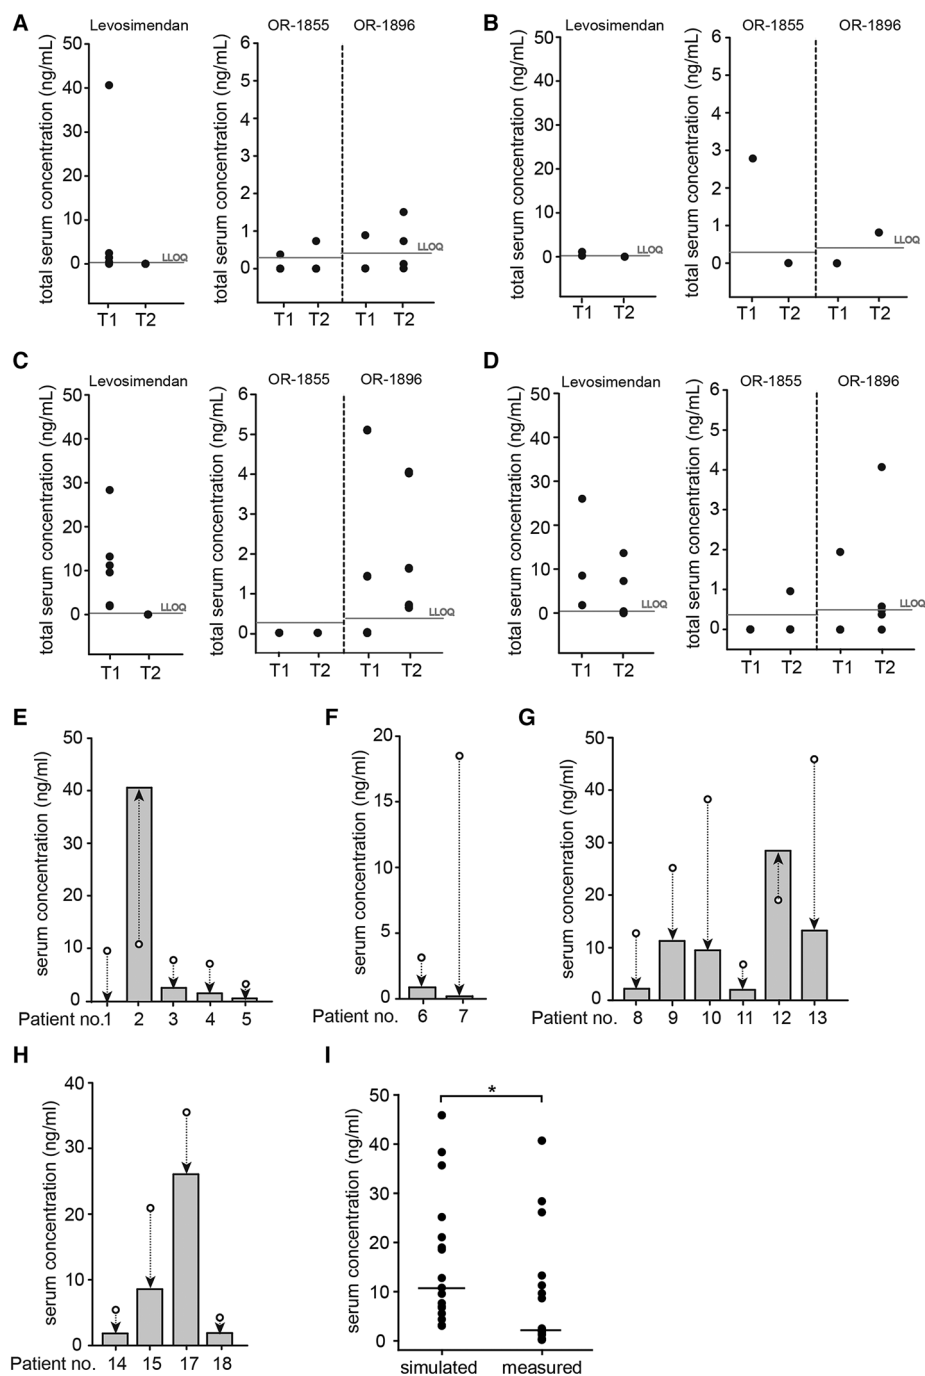 A
Levosimendan
OR-1855
OR-1896
total serum concentration (ng/mL)
50
40
30
20
10
0
LLOQ
T1
T2
total serum concentration (ng/mL)
6
5
4
3
2
1
0
LLOQ
T1
T2
T1
T2
B
Levosimendan
OR-1855
OR-1896
total serum concentration (ng/mL)
50
40
30
20
10
0
LLOQ
T1
T2
total serum concentration (ng/mL)
6
5
4
3
2
1
0
LLOQ
T1
T2
T1
T2
C
Levosimendan
OR-1855
OR-1896
total serum concentration (ng/mL)
50
40
30
20
10
0
LLOQ
T1
T2
total serum concentration (ng/mL)
6
5
4
3
2
1
0
LLOQ
T1
T2
T1
T2
D
Levosimendan
OR-1855
OR-1896
total serum concentration (ng/mL)
50
40
30
20
10
0
LLOQ
T1
T2
total serum concentration (ng/mL)
6
5
4
3
2
1
0
LLOQ
T1
T2
T1
T2
E
serum concentration (ng/ml)
50
40
30
20
10
0
Patient no.1 2 3 4 5
F
serum concentration (ng/ml)
20
15
10
5
0
Patient no. 6 7
G
serum concenration (ng/ml)
50
40
30
20
10
0
Patient no. 8 9 10 11 12 13
H
serum concentration (ng/ml)
40
30
20
10
0
Patient no. 14 15 17 18
I
serum concentration (ng/ml)
50
40
30
20
10
0
*
simulated measured